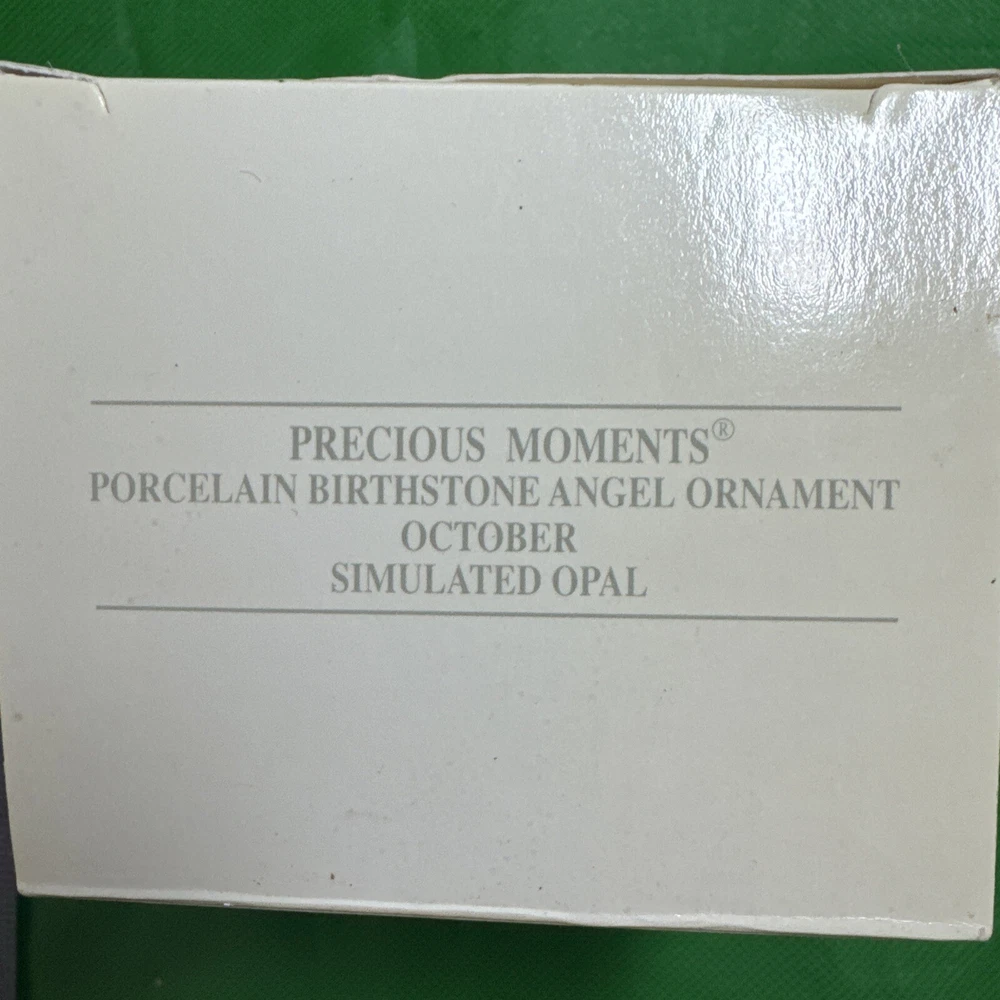 PRECIOUS MOMENTS®
PORCELAIN BIRTHSTONE ANGEL ORNAMENT
OCTOBER
SIMULATED OPAL